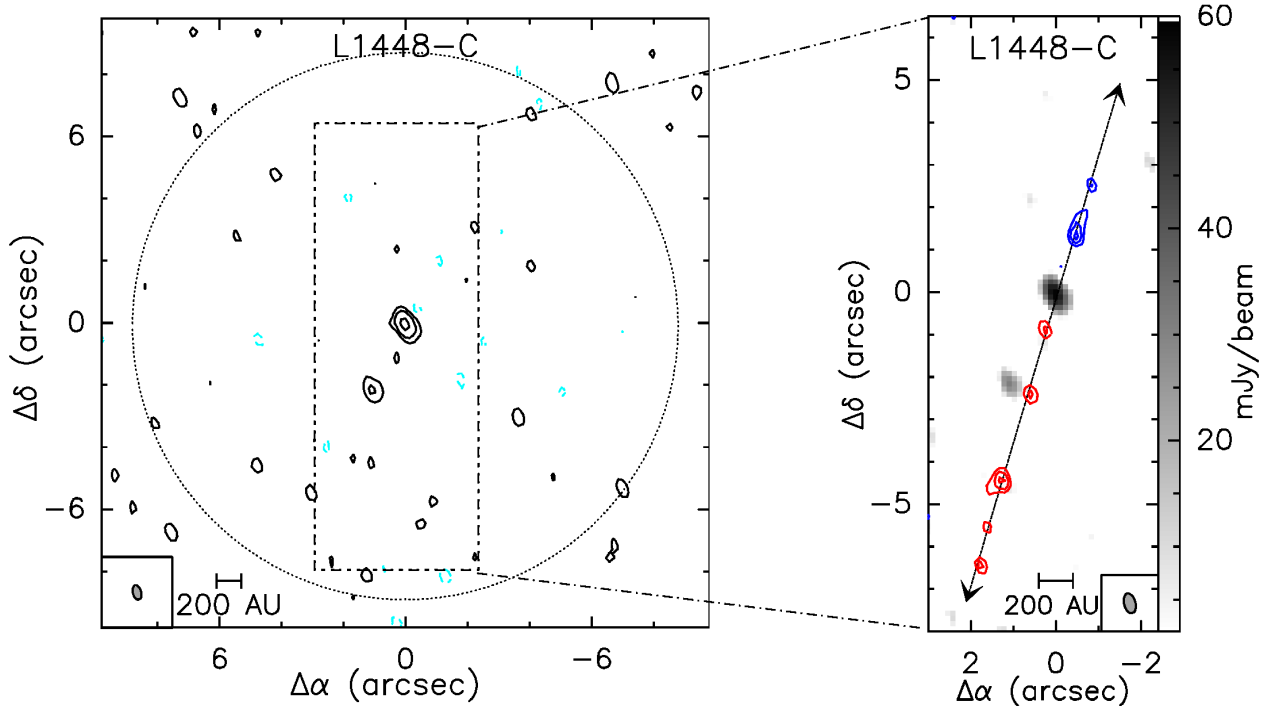 L1448-C
6
0
−6
Δδ (arcsec)
200 AU
6 0 −6
Δα (arcsec)
L1448-C
5
0
−5
Δδ (arcsec)
200 AU
2 0 −2
Δα (arcsec)
60
40
20
mJy/beam